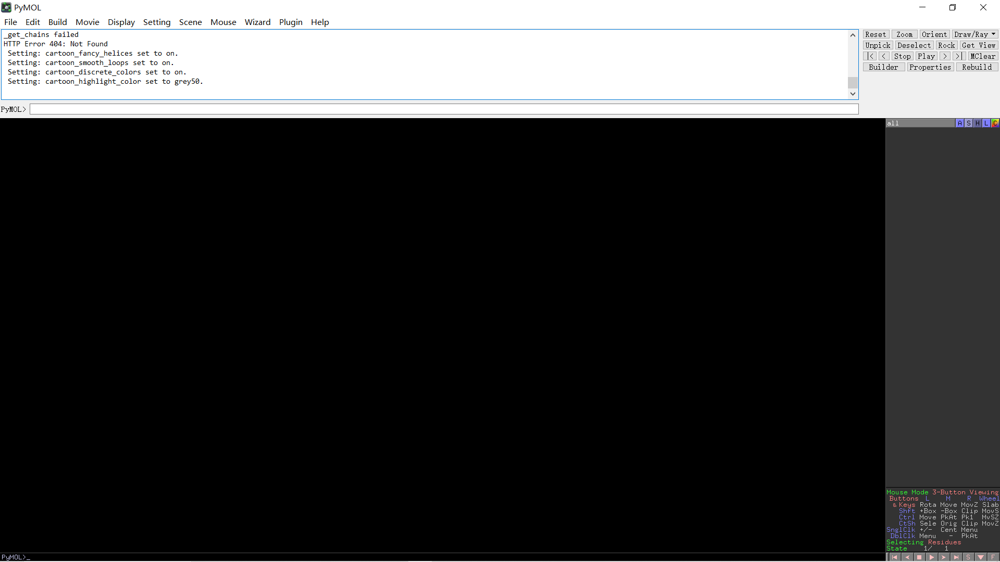 PyMOL
File Edit Build Movie Display Setting Scene Mouse Wizard Plugin Help
_get_chains failed
HTTP Error 404: Not Found
Setting: cartoon_fancy_helices set to on.
Setting: cartoon_smooth_loops set to on.
Setting: cartoon_discrete_colors set to on.
Setting: cartoon_highlight_color set to grey50.
PyMOL>
Reset Zoom Orient Draw/Ray
Unpick Deselect Rock Get View
|< < Stop Play > >| MClear
Builder Properties Rebuild
all A S H L C
Mouse Mode 3-Button Viewing
Buttons L M R Wheel
& Keys Rota Move MovZ Slab
Shft +Box -Box Clip MovS
Ctrl Move PkAt Pk1 MvSZ
CtSh Sele Orig Clip MovZ
SnglClk +/- Cent Menu
DblClk Menu - PkAt
Selecting Residues
State 1/ 1
PyMOL>_
S F